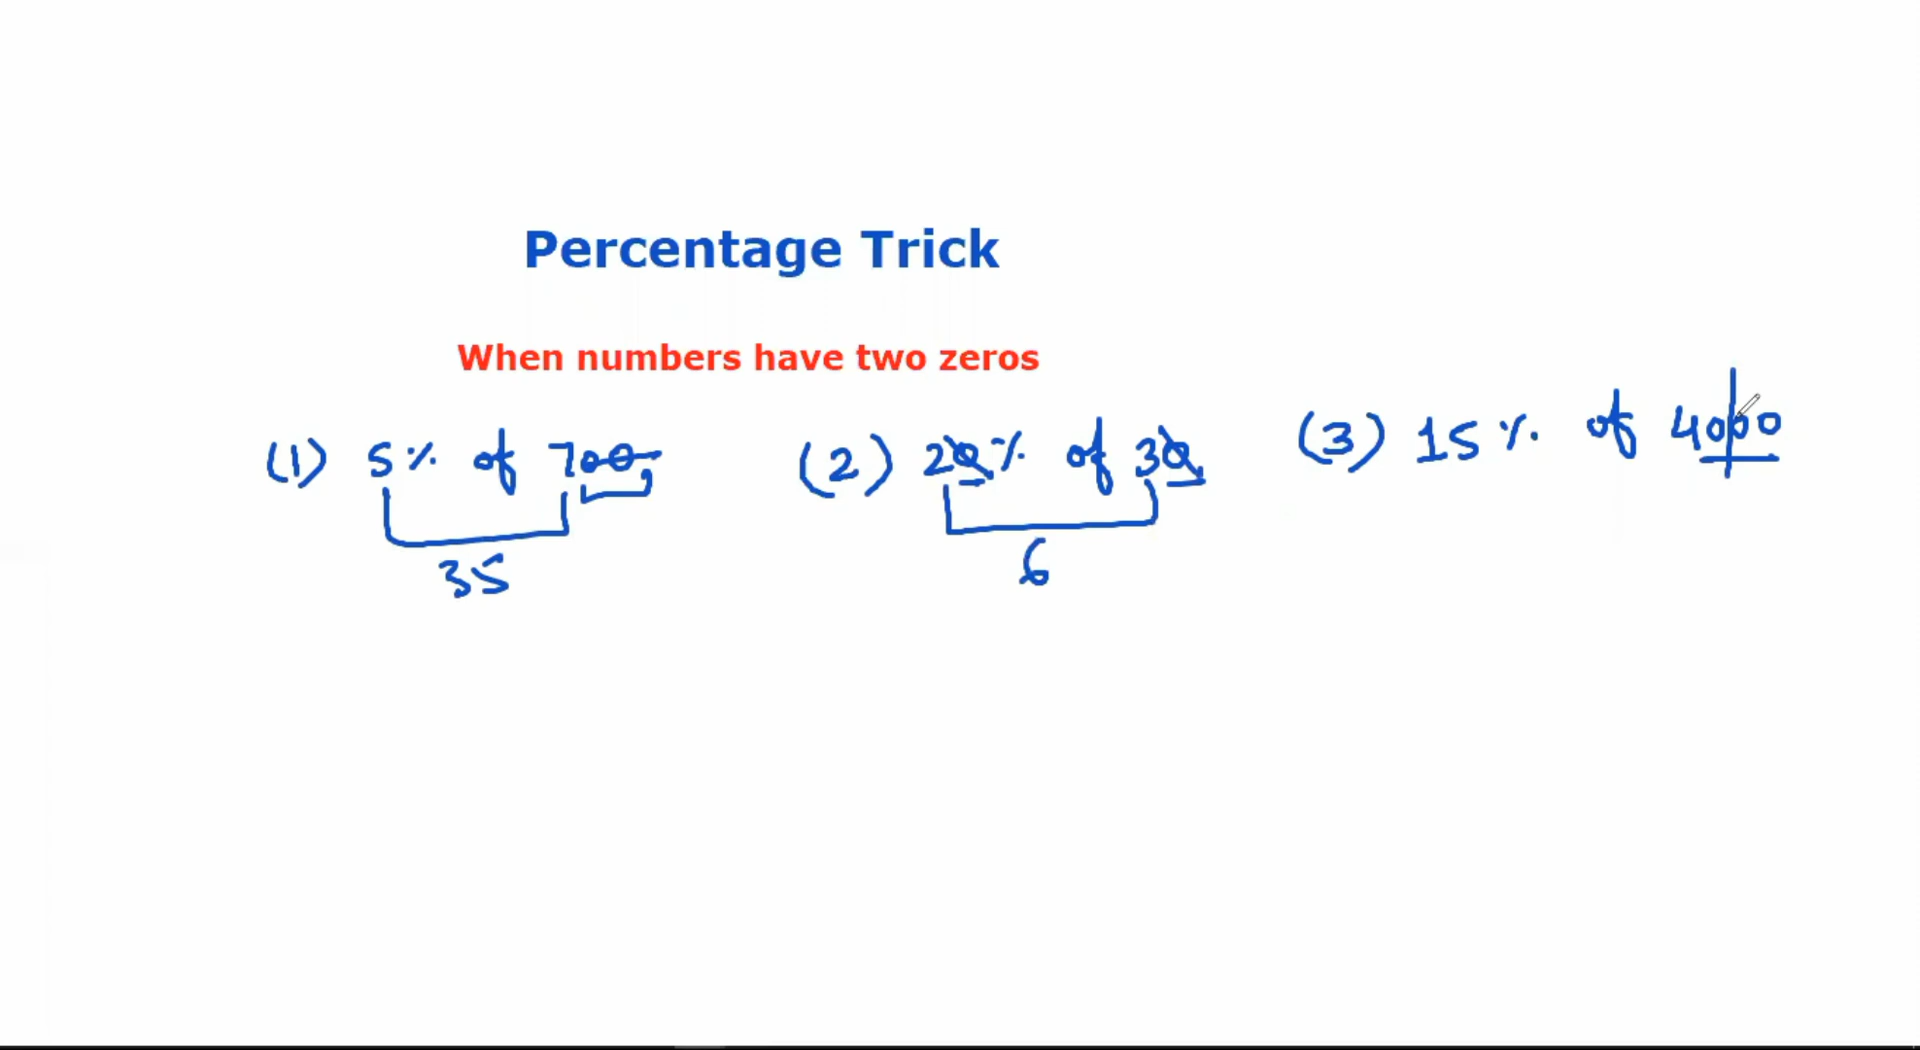 Percentage Trick
When numbers have two zeros
(1) 5% of 700 (2) 20% of 30 (3) 15% of 4000
35 6